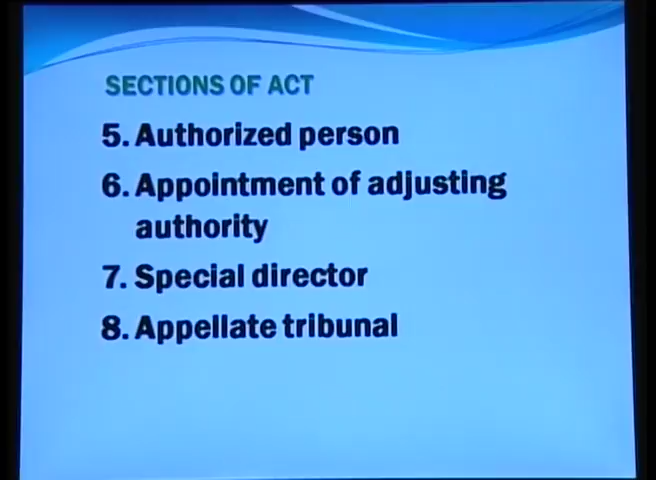 SECTIONS OF ACT
5. Authorized person
6. Appointment of adjusting
authority
7. Special director
8. Appellate tribunal